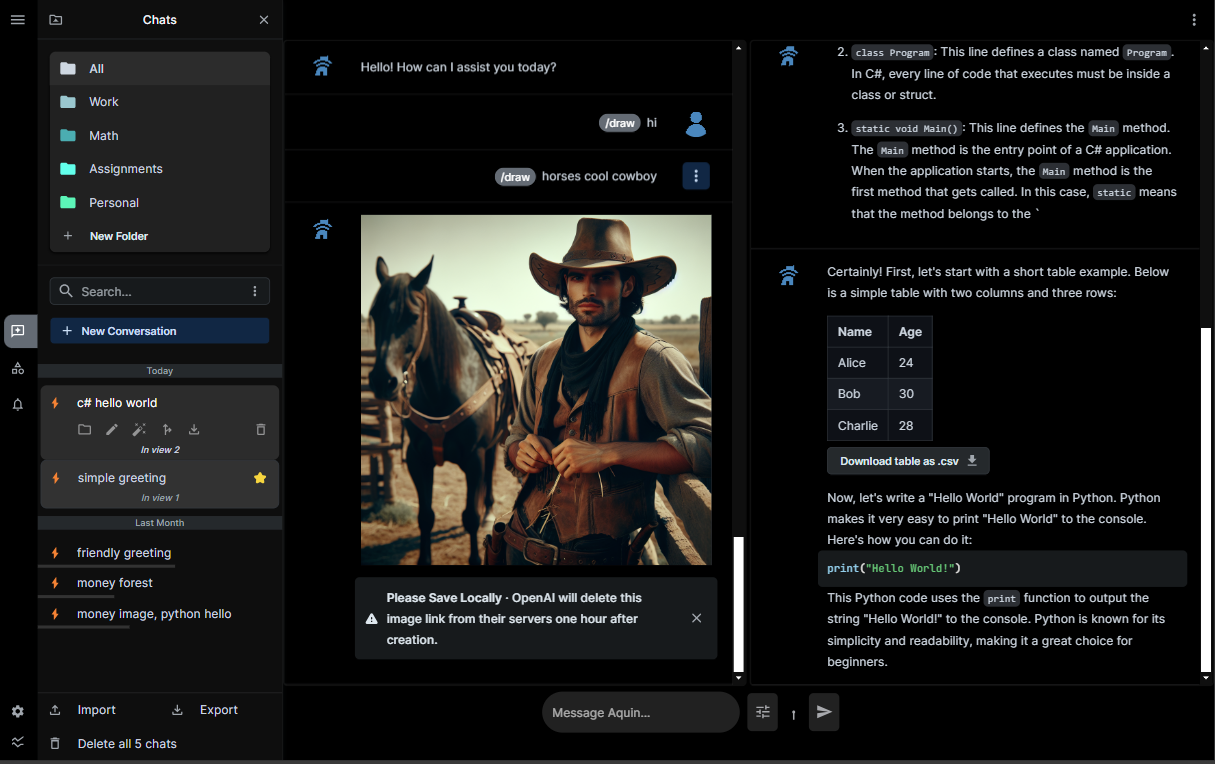 Chats
All
Work
Math
Assignments
Personal
New Folder
Search...
New Conversation
Today
c# hello world
In view 2
simple greeting
In view 1
Last Month
friendly greeting
money forest
money image, python hello
Import
Export
Delete all 5 chats
Hello! How can I assist you today?
/draw hi
/draw horses cool cowboy
Please Save Locally · OpenAI will delete this
image link from their servers one hour after
creation.
2. class Program: This line defines a class named Program.
In C#, every line of code that executes must be inside a
class or struct.
3. static void Main(): This line defines the Main method.
The Main method is the entry point of a C# application.
When the application starts, the Main method is the
first method that gets called. In this case, static means
that the method belongs to the `
Certainly! First, let's start with a short table example. Below
is a simple table with two columns and three rows:
Name Age
Alice 24
Bob 30
Charlie 28
Download table as .csv
Now, let's write a "Hello World" program in Python. Python
makes it very easy to print "Hello World" to the console.
Here's how you can do it:
print("Hello World!")
This Python code uses the print function to output the
string "Hello World!" to the console. Python is known for its
simplicity and readability, making it a great choice for
beginners.
Message Aquin...